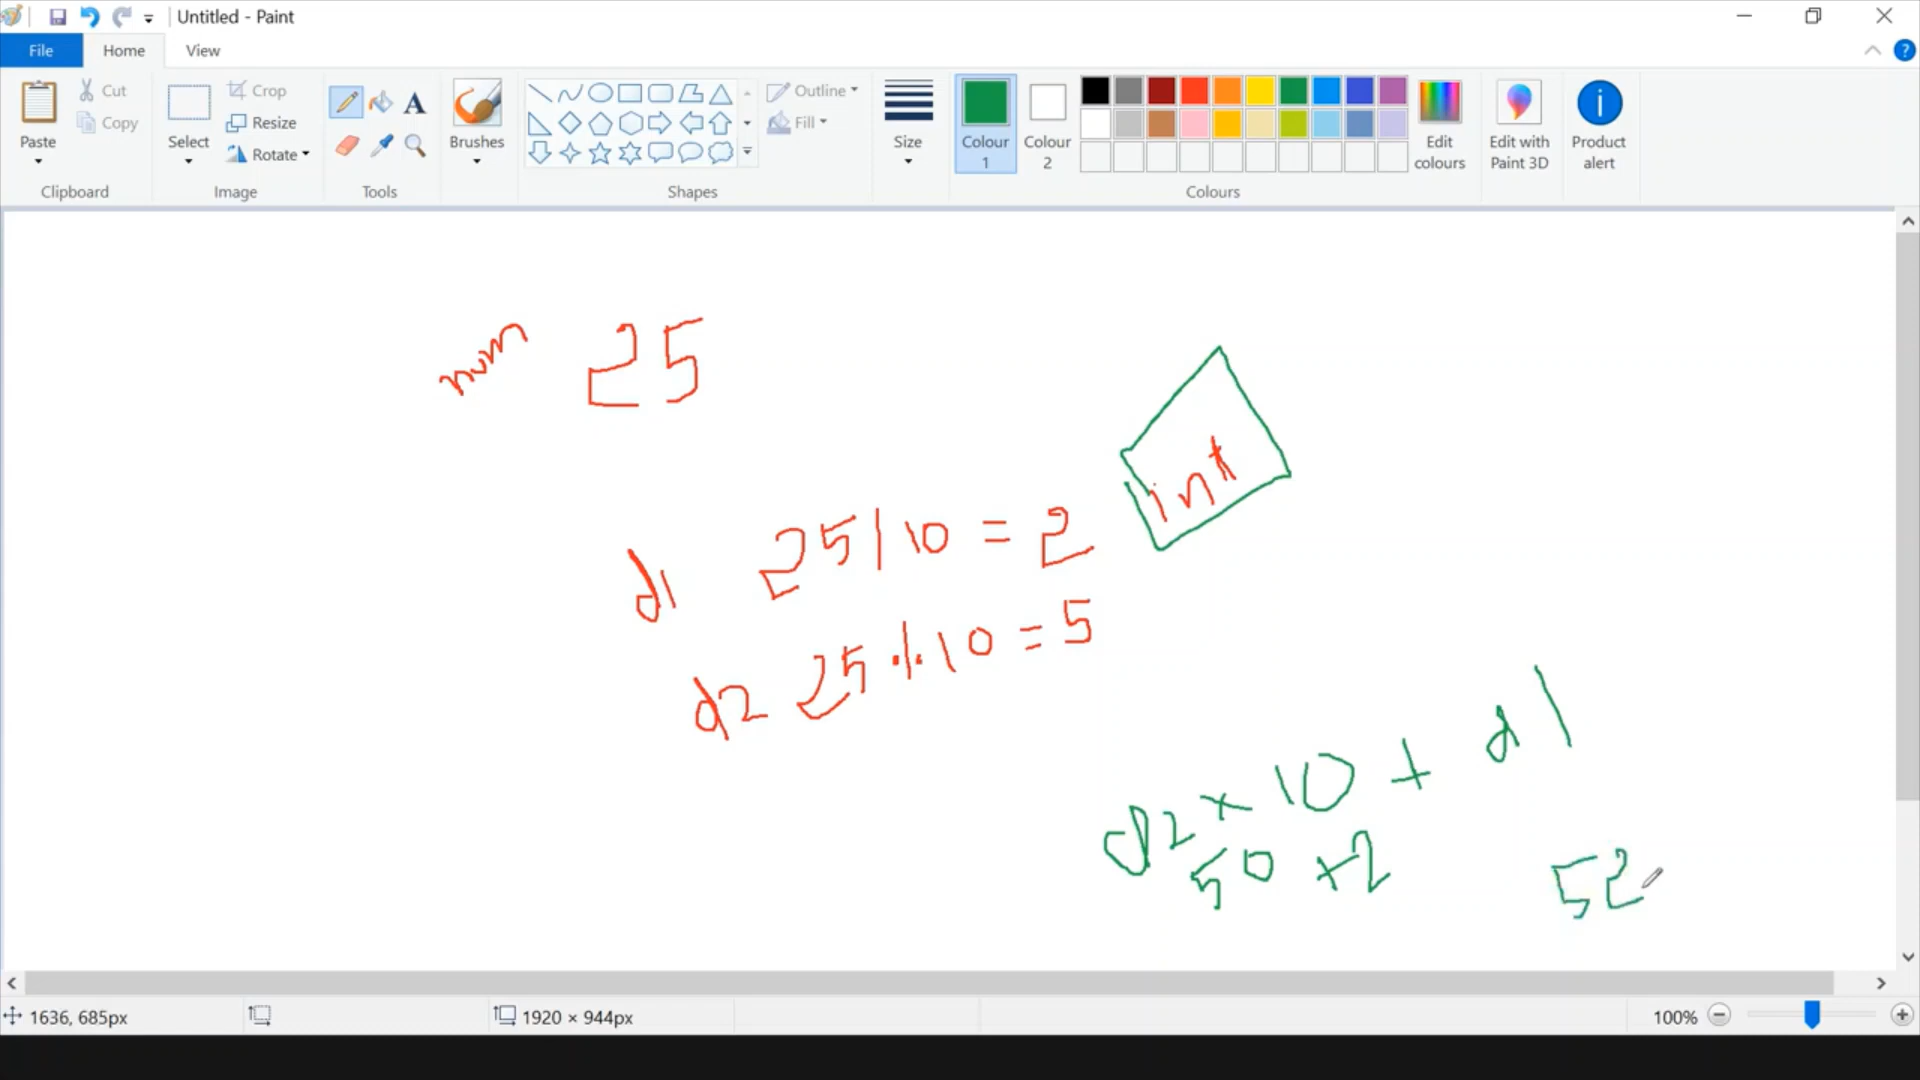 Untitled - Paint
File Home View
Paste Cut Copy
Clipboard
Select Crop Resize Rotate
Image
A
Tools
Brushes
Shapes
Outline Fill
Size
Colour 1 Colour 2
Edit colours
Colours
Edit with Paint 3D
Product alert
num 25
int
d1 25/10 = 2
d2 25%10 = 5
d2 × 10 + d1
50 +2 52
1636, 685px 1920 × 944px 100%